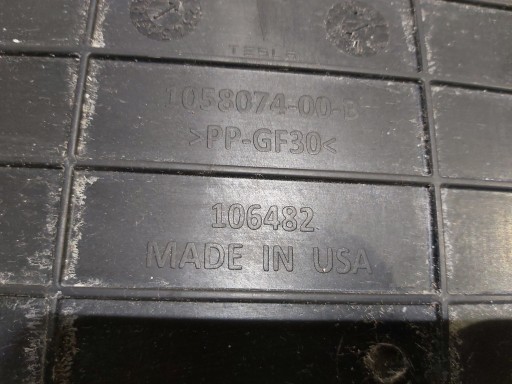 TESLA
1058074-00-B
>PP-GF30<
106482
MADE IN USA